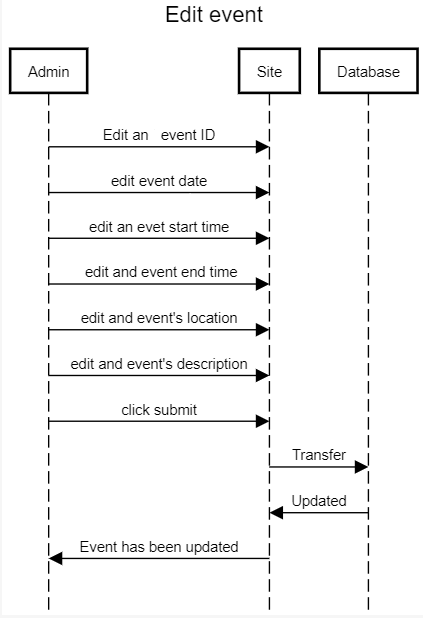 Edit event
Admin
Site
Database
Edit an event ID
edit event date
edit an evet start time
edit and event end time
edit and event's location
edit and event's description
click submit
Transfer
Updated
Event has been updated